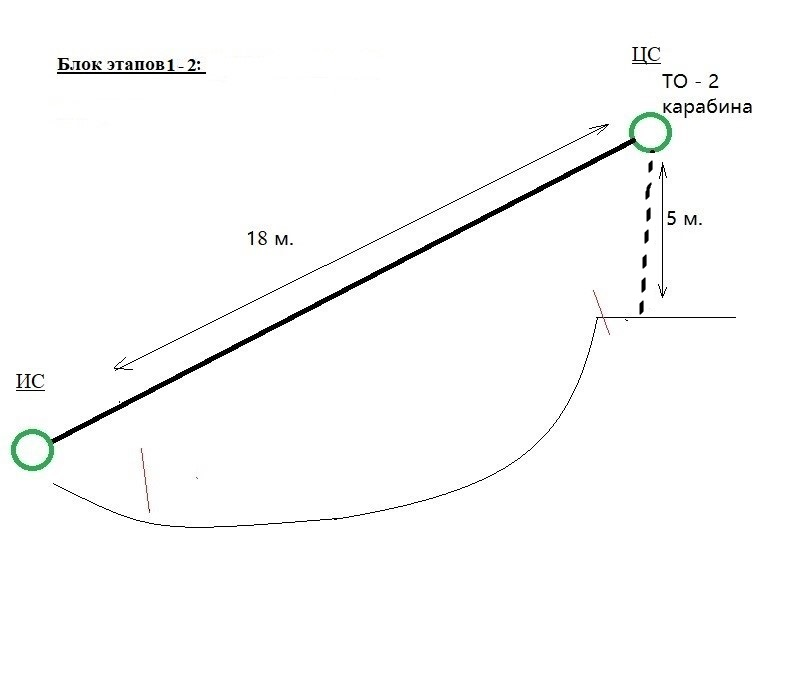 Блок этапов 1 - 2:
ЦС
ТО - 2
карабина
5 м.
18 м.
ИС